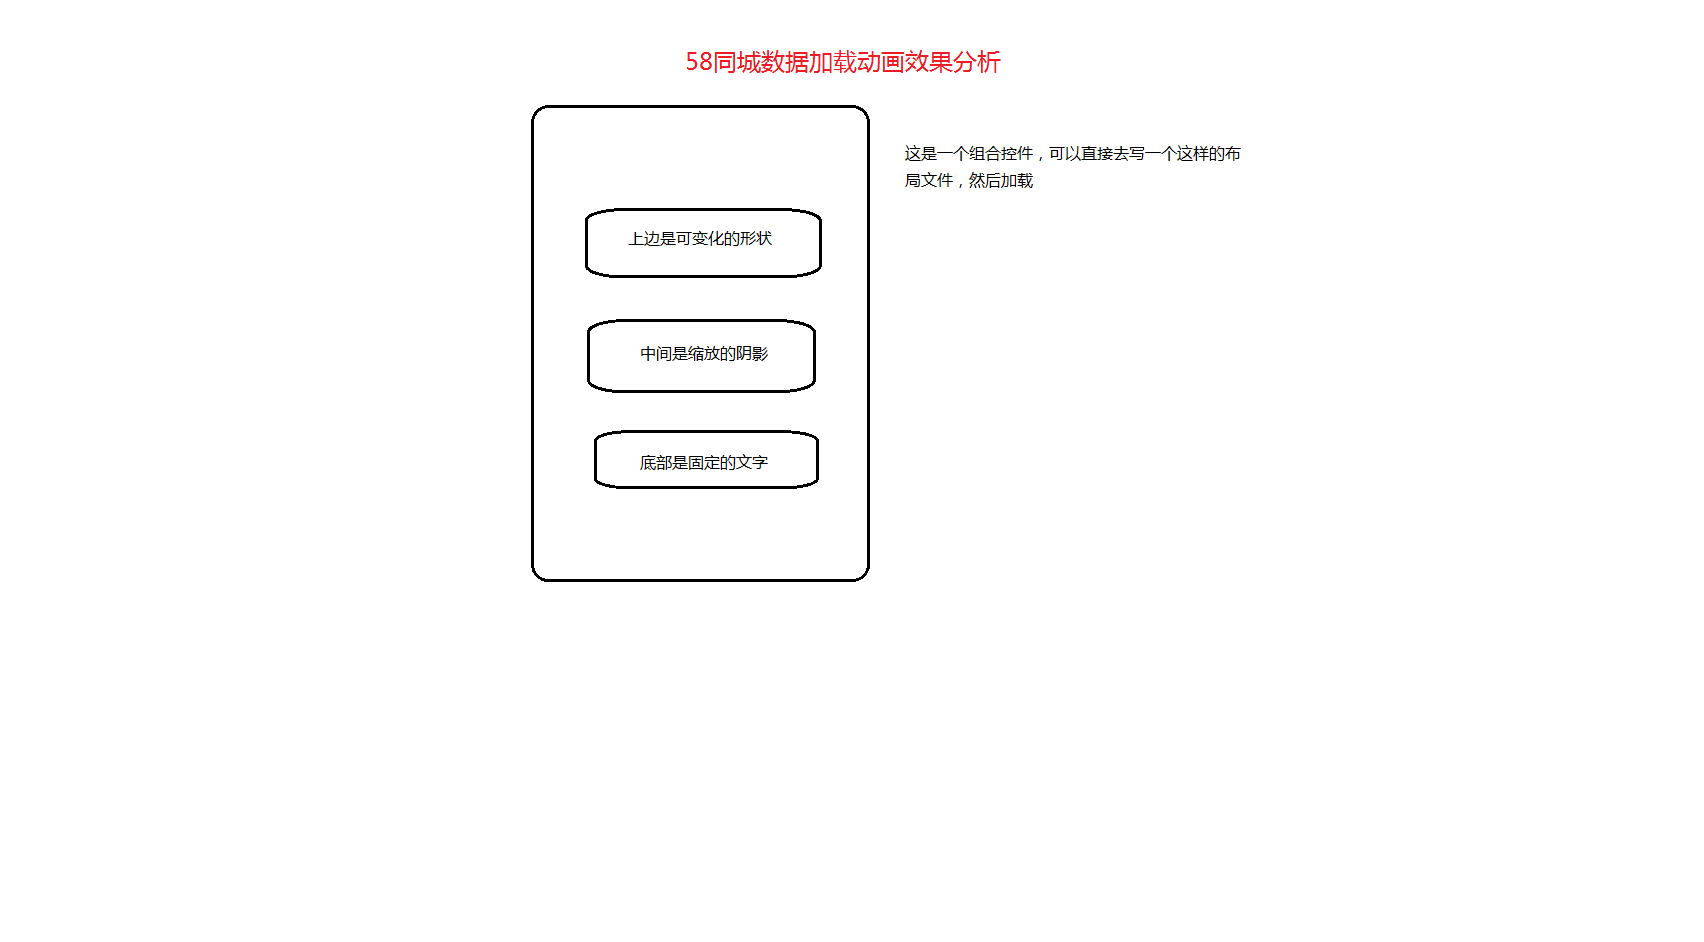 58同城数据加载动画效果分析
这是一个组合控件，可以直接去写一个这样的布
局文件，然后加载
上边是可变化的形状
中间是缩放的阴影
底部是固定的文字